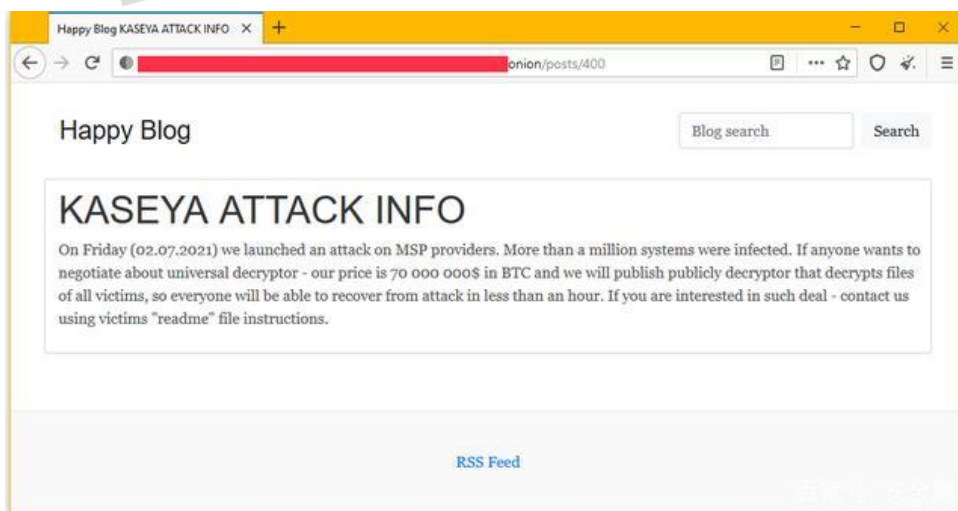 Happy Blog KASEYA ATTACK INFO
onion/posts/400
Happy Blog
Blog search
Search
KASEYA ATTACK INFO
On Friday (02.07.2021) we launched an attack on MSP providers. More than a million systems were infected. If anyone wants to
negotiate about universal decryptor - our price is 70 000 000$ in BTC and we will publish publicly decryptor that decrypts files
of all victims, so everyone will be able to recover from attack in less than an hour. If you are interested in such deal - contact us
using victims "readme" file instructions.
RSS Feed